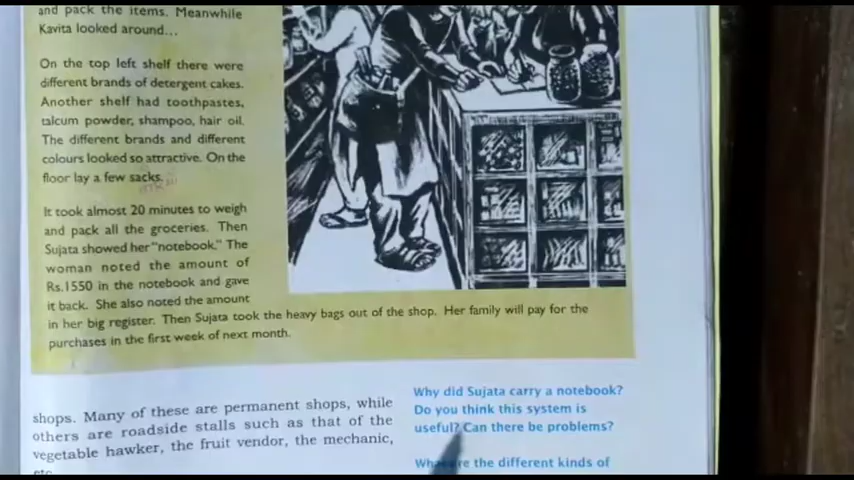 and pack the items. Meanwhile
Kavita looked around...
On the top left shelf there were
different brands of detergent cakes.
Another shelf had toothpastes,
talcum powder, shampoo, hair oil.
The different brands and different
colours looked so attractive. On the
floor lay a few sacks.
It took almost 20 minutes to weigh
and pack all the groceries. Then
Sujata showed her "notebook." The
woman noted the amount of
Rs.1550 in the notebook and gave
it back. She also noted the amount
in her big register. Then Sujata took the heavy bags out of the shop. Her family will pay for the
purchases in the first week of next month.
shops. Many of these are permanent shops, while
others are roadside stalls such as that of the
vegetable hawker, the fruit vendor, the mechanic,
etc
Why did Sujata carry a notebook?
Do you think this system is
useful? Can there be problems?
are the different kinds of